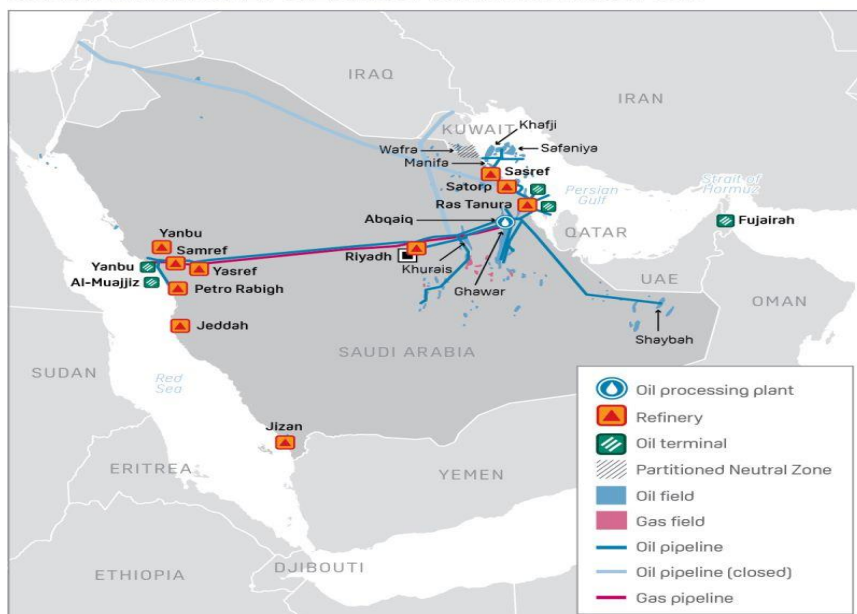 IRAQ
IRAN
KUWAIT
Khafji
Wafra
Safaniya
Manifa
Sasref
Satorp
Persian
Gulf
Strait of
Hormuz
Ras Tanura
Abqaiq
Fujairah
QATAR
Yanbu
Samref
Riyadh
Khurais
Yanbu
Yasref
UAE
Al-Muajjiz
Ghawar
Petro Rabigh
OMAN
Jeddah
Shaybah
SAUDI ARABIA
SUDAN
Red
Sea
Jizan
ERITREA
YEMEN
ETHIOPIA
DJIBOUTI
Oil processing plant
Refinery
Oil terminal
Partitioned Neutral Zone
Oil field
Gas field
Oil pipeline
Oil pipeline (closed)
Gas pipeline